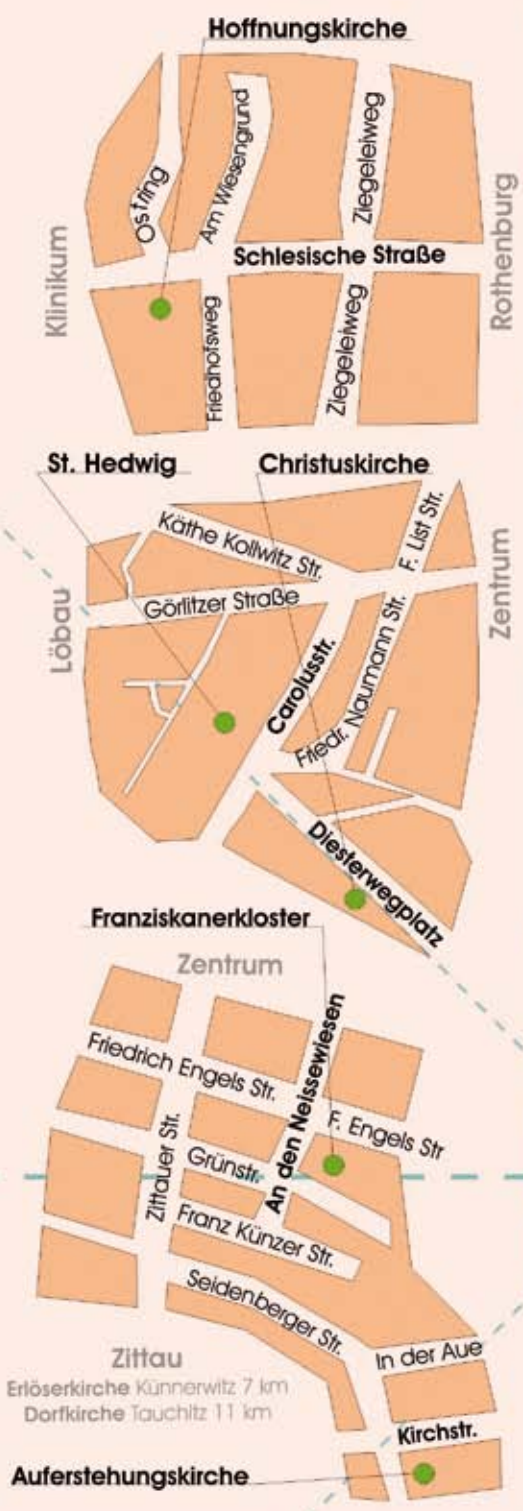 Hoffnungskirche
Ostring
Am Wiesengrund
Ziegeleiweg
Klinikum
Schlesische Straße
Rothenburg
Friedhofsweg
Ziegeleiweg
St. Hedwig
Christuskirche
Käthe Kollwitz Str.
F. List Str.
Löbau
Görlitzer Straße
Zentrum
Carolusstr.
Friedr. Naumann Str.
Diesterwegplatz
Franziskanerkloster
Zentrum
Friedrich Engels Str.
An den Neissewiesen
F. Engels Str
Zittauer Str.
Grünstr.
Franz Künzer Str.
Seidenberger Str.
Zittau
In der Aue
Erlöserkirche Künnerwitz 7 km
Dorfkirche Tauchitz 11 km
Kirchstr.
Auferstehungskirche